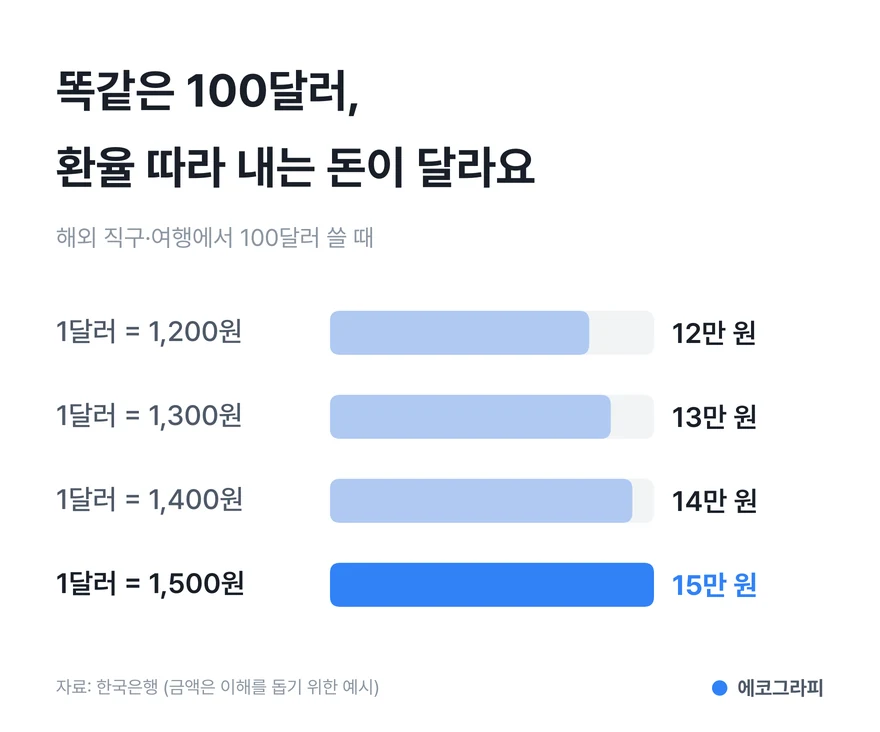 똑같은 100달러,
환율 따라 내는 돈이 달라요
해외 직구·여행에서 100달러 쓸 때
1달러 = 1,200원 12만 원
1달러 = 1,300원 13만 원
1달러 = 1,400원 14만 원
1달러 = 1,500원 15만 원
자료: 한국은행 (금액은 이해를 돕기 위한 예시)
에코그라피